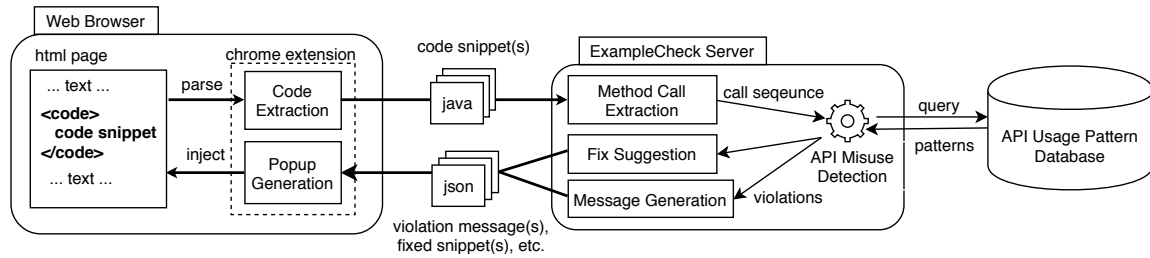 Web Browser
html page
... text ...
<code>
code snippet
</code>
... text ...
parse
inject
chrome extension
Code
Extraction
Popup
Generation
code snippet(s)
java
json
violation message(s),
fixed snippet(s), etc.
ExampleCheck Server
Method Call
Extraction
Fix Suggestion
Message Generation
call seqeunce
API Misuse
Detection
violations
query
patterns
API Usage Pattern
Database